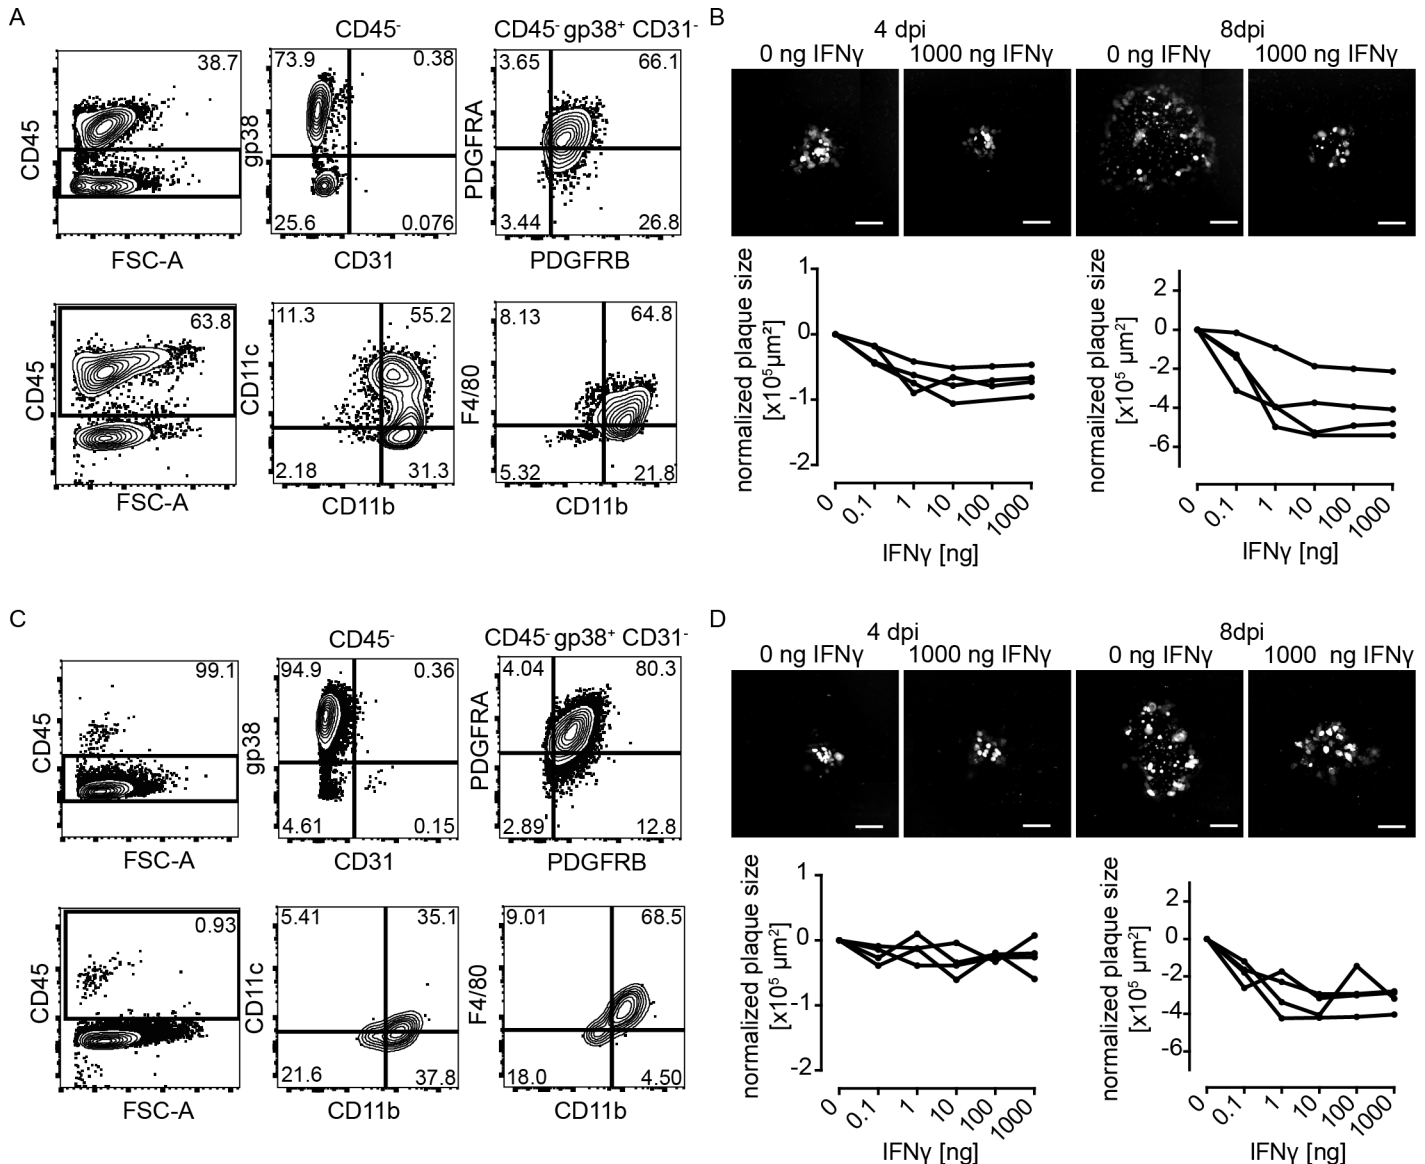 A
CD45⁻
CD45⁻ gp38⁺ CD31⁻
38.7
CD45
FSC-A
73.9
0.38
gp38
25.6
0.076
CD31
3.65
66.1
PDGFRA
3.44
26.8
PDGFRB
63.8
CD45
FSC-A
11.3
55.2
CD11c
2.18
31.3
CD11b
8.13
64.8
F4/80
5.32
21.8
CD11b
B
4 dpi
8dpi
0 ng IFNγ
1000 ng IFNγ
0 ng IFNγ
1000 ng IFNγ
normalized plaque size
[x10⁵ µm²]
1
0
-1
-2
0
0.1
1
10
100
1000
IFNγ [ng]
normalized plaque size
[x10⁵ µm²]
2
0
-2
-4
-6
0
0.1
1
10
100
1000
IFNγ [ng]
C
CD45⁻
CD45⁻ gp38⁺ CD31⁻
99.1
CD45
FSC-A
94.9
0.36
gp38
4.61
0.15
CD31
4.04
80.3
PDGFRA
2.89
12.8
PDGFRB
0.93
CD45
FSC-A
5.41
35.1
CD11c
21.6
37.8
CD11b
9.01
68.5
F4/80
18.0
4.50
CD11b
D
4 dpi
8dpi
0 ng IFNγ
1000 ng IFNγ
0 ng IFNγ
1000 ng IFNγ
normalized plaque size
[x10⁵ µm²]
1
0
-1
-2
0
0.1
1
10
100
1000
IFNγ [ng]
normalized plaque size
[x10⁵ µm²]
2
0
-2
-4
-6
0
0.1
1
10
100
1000
IFNγ [ng]